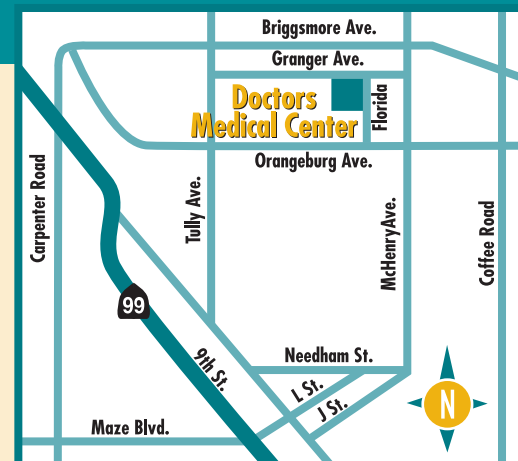 Briggsmore Ave.
Granger Ave.
Doctors
Medical Center
Florida
Orangeburg Ave.
Carpenter Road
Tully Ave.
McHenry Ave.
Coffee Road
99
9th St.
Needham St.
L St.
J St.
N
Maze Blvd.